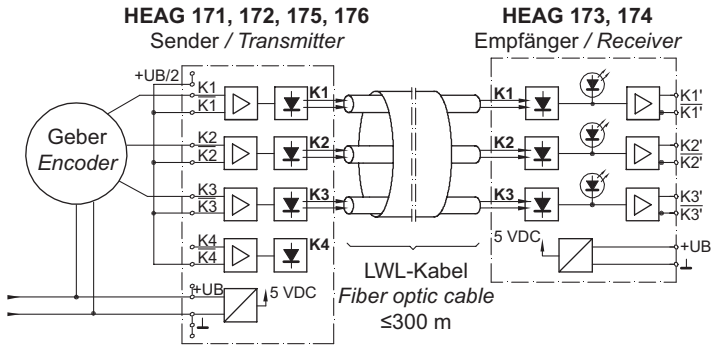 HEAG 171, 172, 175, 176
Sender / Transmitter
HEAG 173, 174
Empfänger / Receiver
+UB/2
K1
K1
K1
K2
K2
K2
K3
K3
K3
K4
K4
K4
+UB
5 VDC
⊥
Geber
Encoder
K1
K1'
K1'
K2
K2'
K2'
K3
K3'
K3'
5 VDC
+UB
⊥
LWL-Kabel
Fiber optic cable
≤300 m